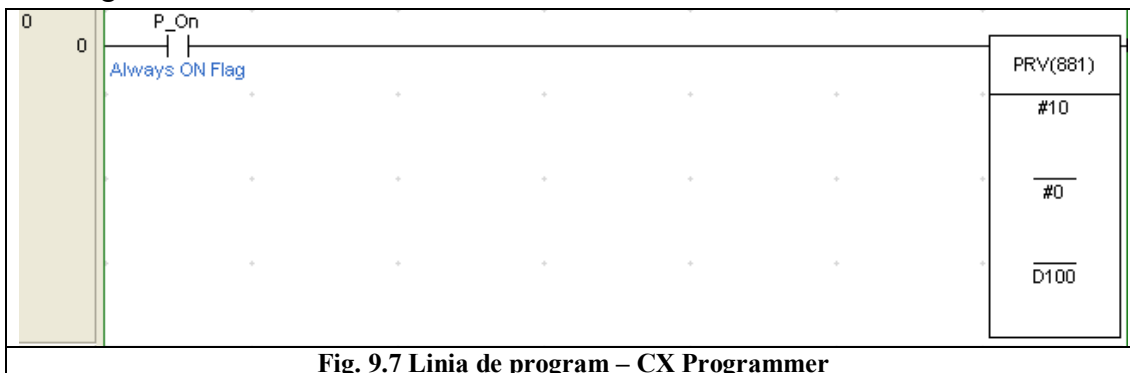 0
P_On
0
Always ON Flag
PRV(881)
#10
#0
D100
Fig. 9.7 Linia de program – CX Programmer